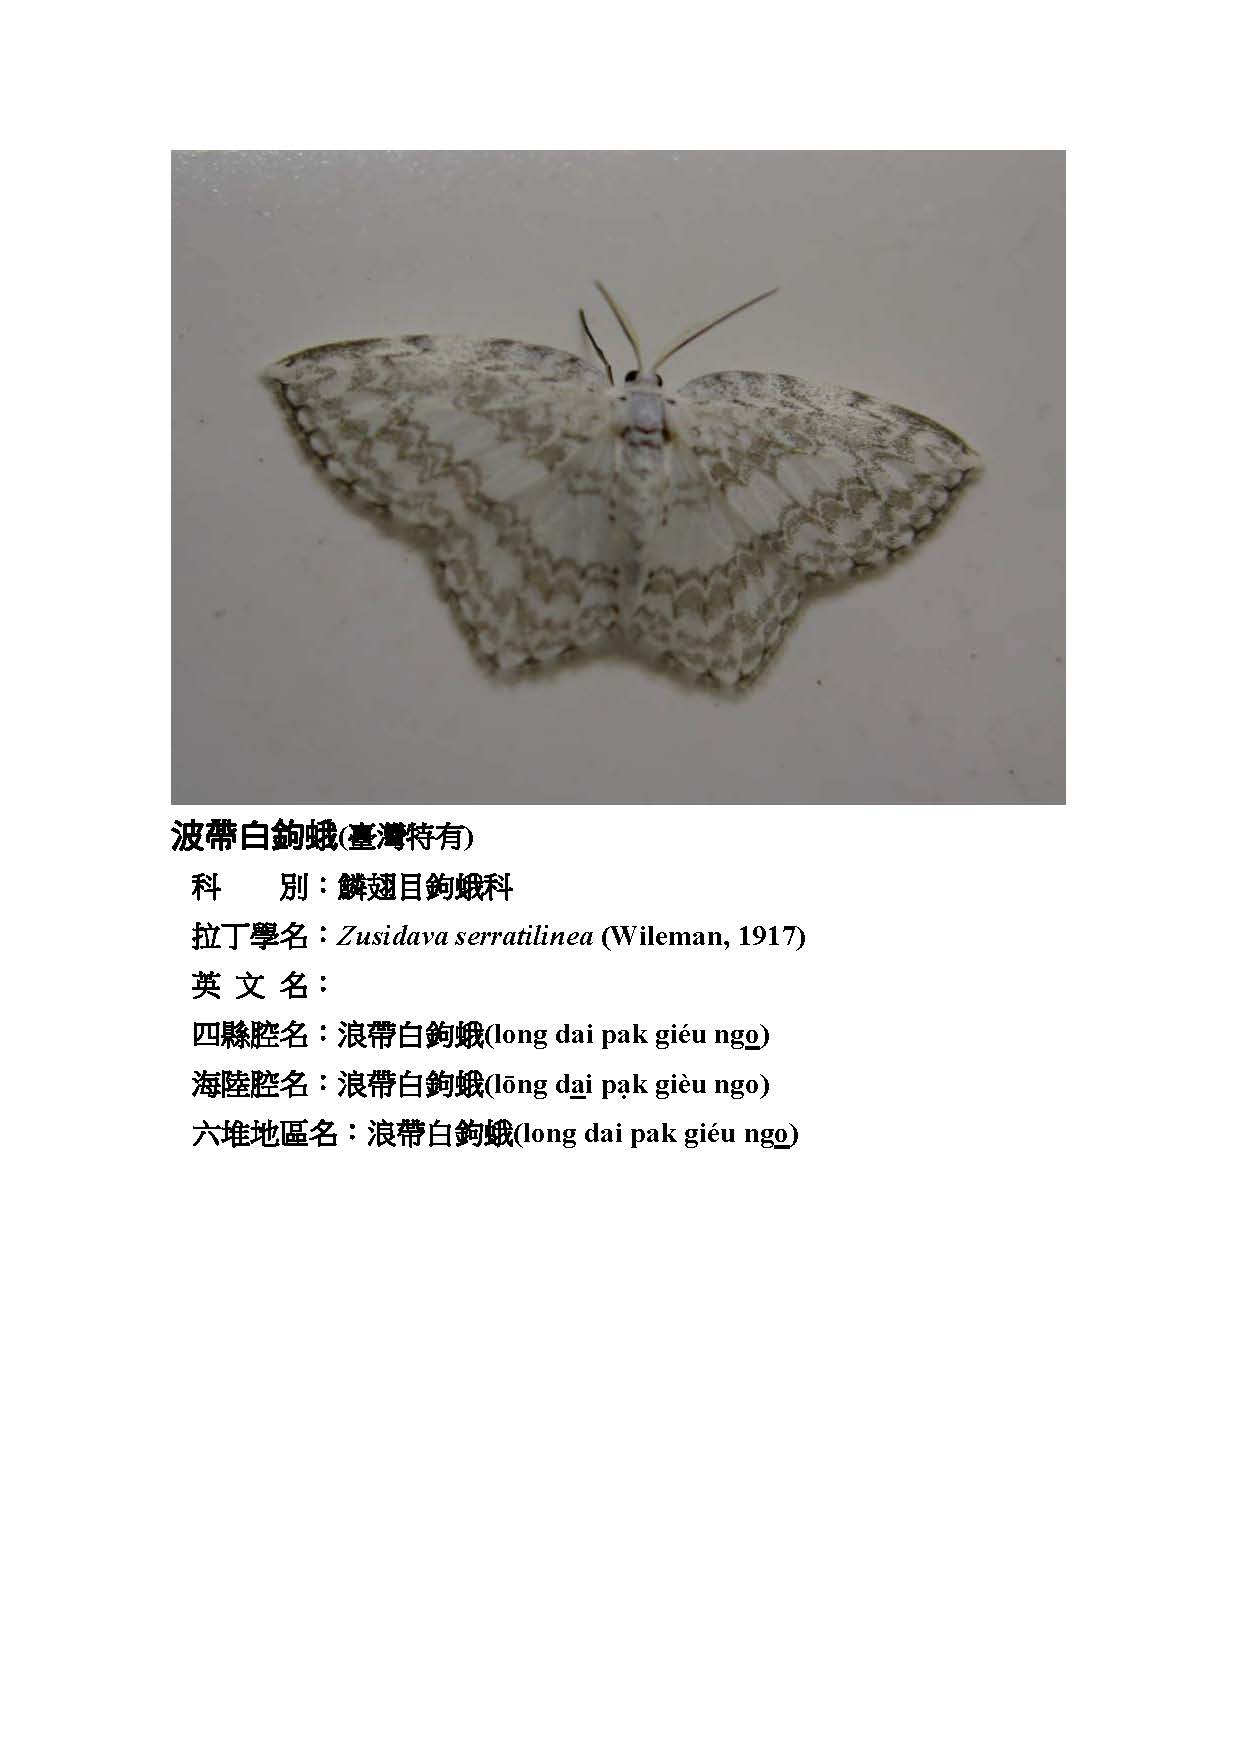 波帶白鉤蛾(臺灣特有)
科　　別：鱗翅目鉤蛾科
拉丁學名：Zusidava serratilinea (Wileman, 1917)
英 文 名：
四縣腔名：浪帶白鉤蛾(long dai pak giéu ngo̲)
海陸腔名：浪帶白鉤蛾(lōng da̲i pạk gièu ngo)
六堆地區名：浪帶白鉤蛾(long dai pak giéu ngo̲)